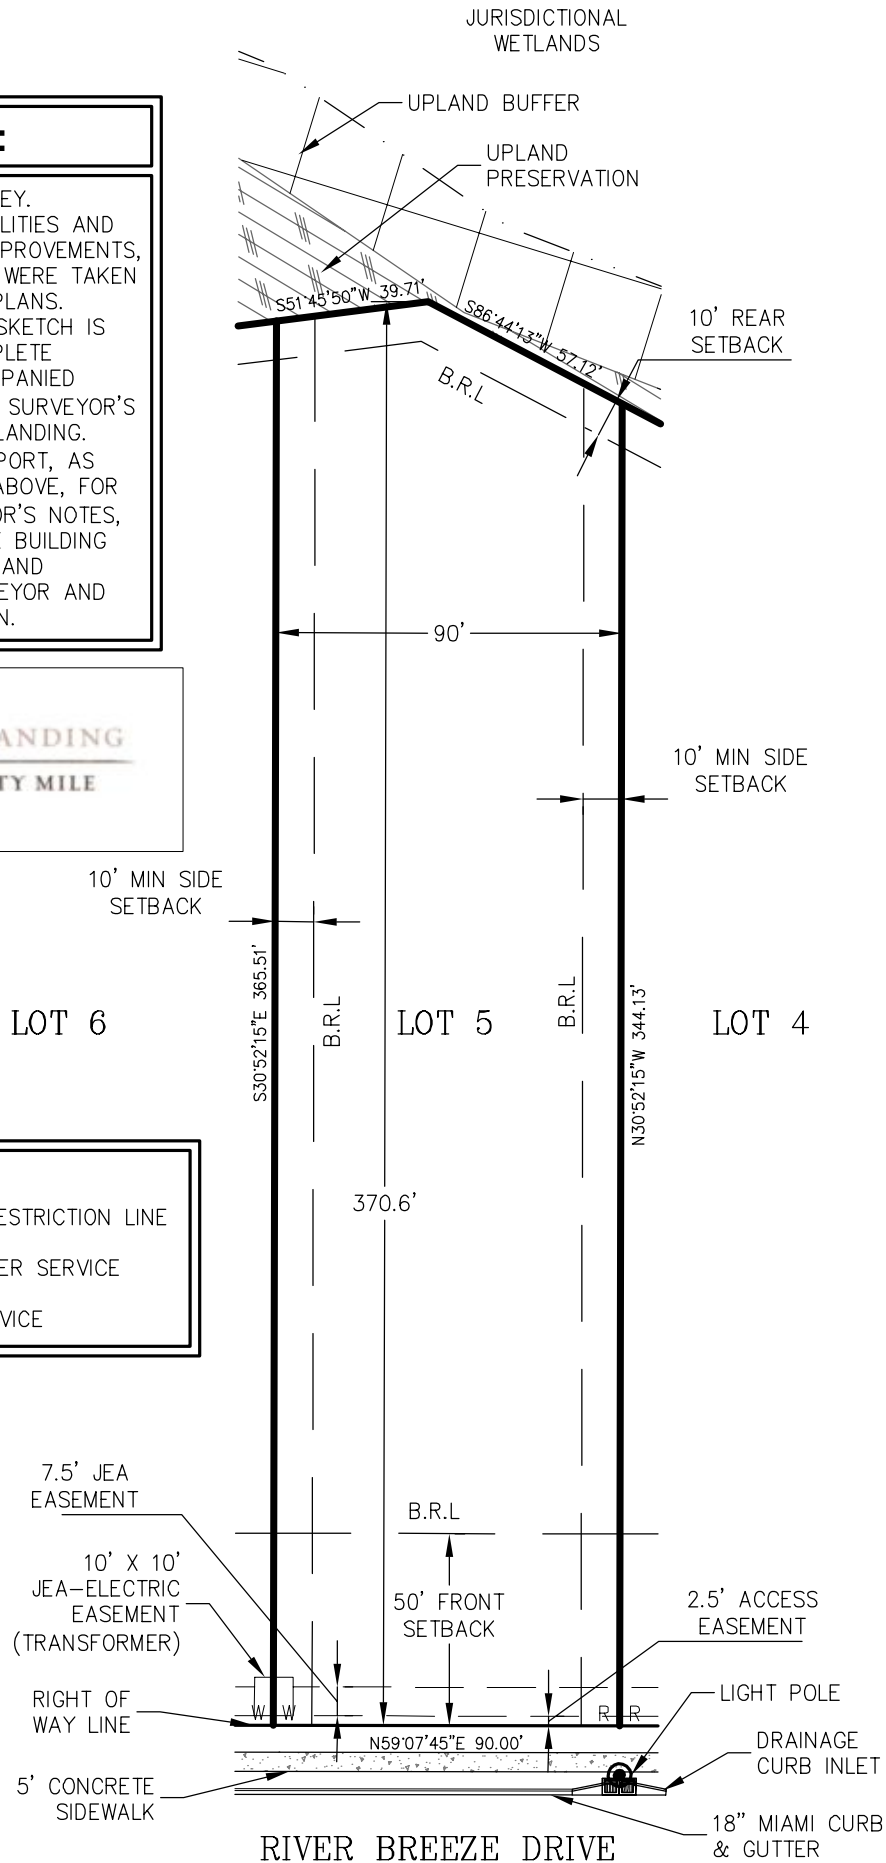 JURISDICTIONAL
WETLANDS
UPLAND BUFFER
UPLAND
PRESERVATION
:
EY.
LITIES AND
PROVEMENTS,
WERE TAKEN
PLANS.
SKETCH IS
PLETE
PANIED
SURVEYOR'S
LANDING.
PORT, AS
ABOVE, FOR
OR'S NOTES,
E BUILDING
AND
EYOR AND
N.
S51°45'50"W 39.71'
S86°44'13"W 57.12'
10' REAR
SETBACK
B.R.L
90'
ANDING
TY MILE
10' MIN SIDE
SETBACK
10' MIN SIDE
SETBACK
S30°52'15"E 365.51'
B.R.L
B.R.L
N30°52'15"W 344.13'
LOT 6
LOT 5
LOT 4
370.6'
ESTRICTION LINE
ER SERVICE
VICE
7.5' JEA
EASEMENT
B.R.L
10' X 10'
JEA-ELECTRIC
EASEMENT
(TRANSFORMER)
50' FRONT
SETBACK
2.5' ACCESS
EASEMENT
RIGHT OF
WAY LINE
W W
R R
LIGHT POLE
N59°07'45"E 90.00'
DRAINAGE
CURB INLET
5' CONCRETE
SIDEWALK
18" MIAMI CURB
& GUTTER
RIVER BREEZE DRIVE